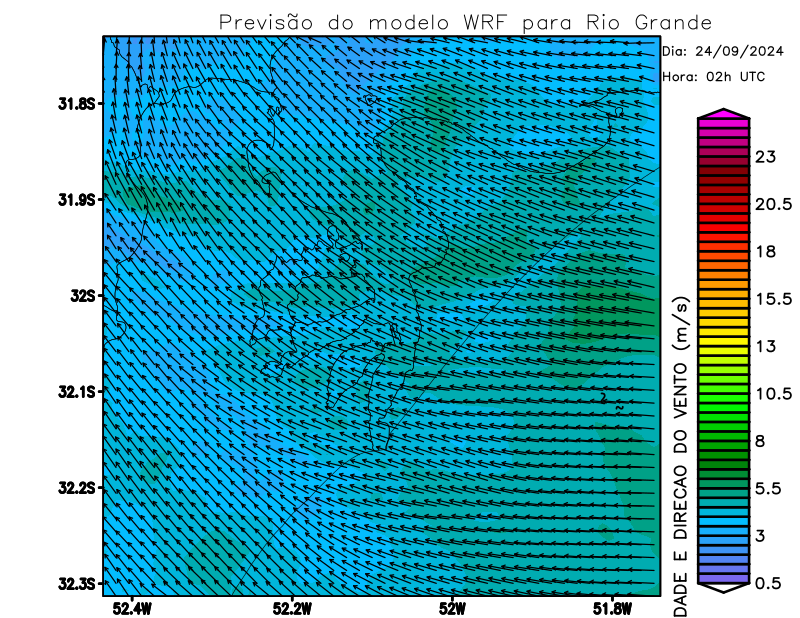 Previsão do modelo WRF para Rio Grande
Dia: 24/09/2024
Hora: 02h UTC
31.8S
31.9S
32S
32.1S
32.2S
32.3S
52.4W
52.2W
52W
51.8W
23
20.5
18
15.5
13
10.5
8
5.5
3
0.5
DADE E DIRECAO DO VENTO (m/s)